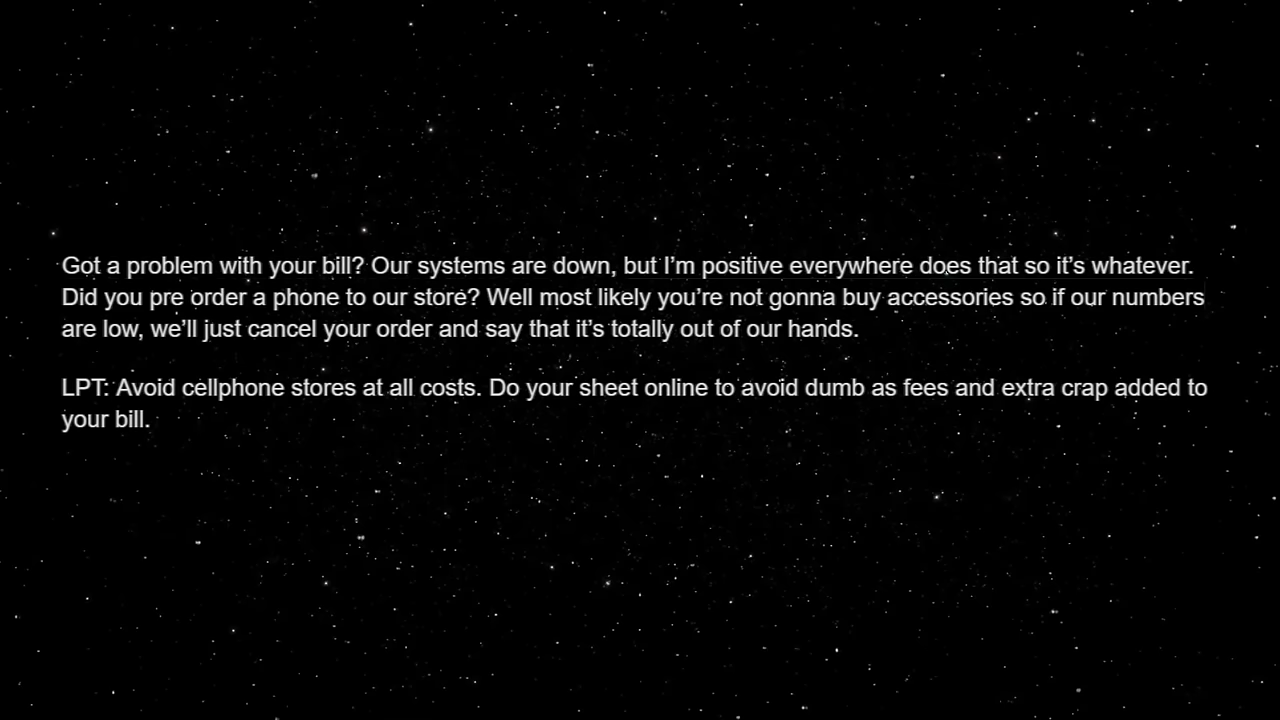 Got a problem with your bill? Our systems are down, but I’m positive everywhere does that so it’s whatever.
Did you pre order a phone to our store? Well most likely you’re not gonna buy accessories so if our numbers
are low, we’ll just cancel your order and say that it’s totally out of our hands.
LPT: Avoid cellphone stores at all costs. Do your sheet online to avoid dumb as fees and extra crap added to
your bill.